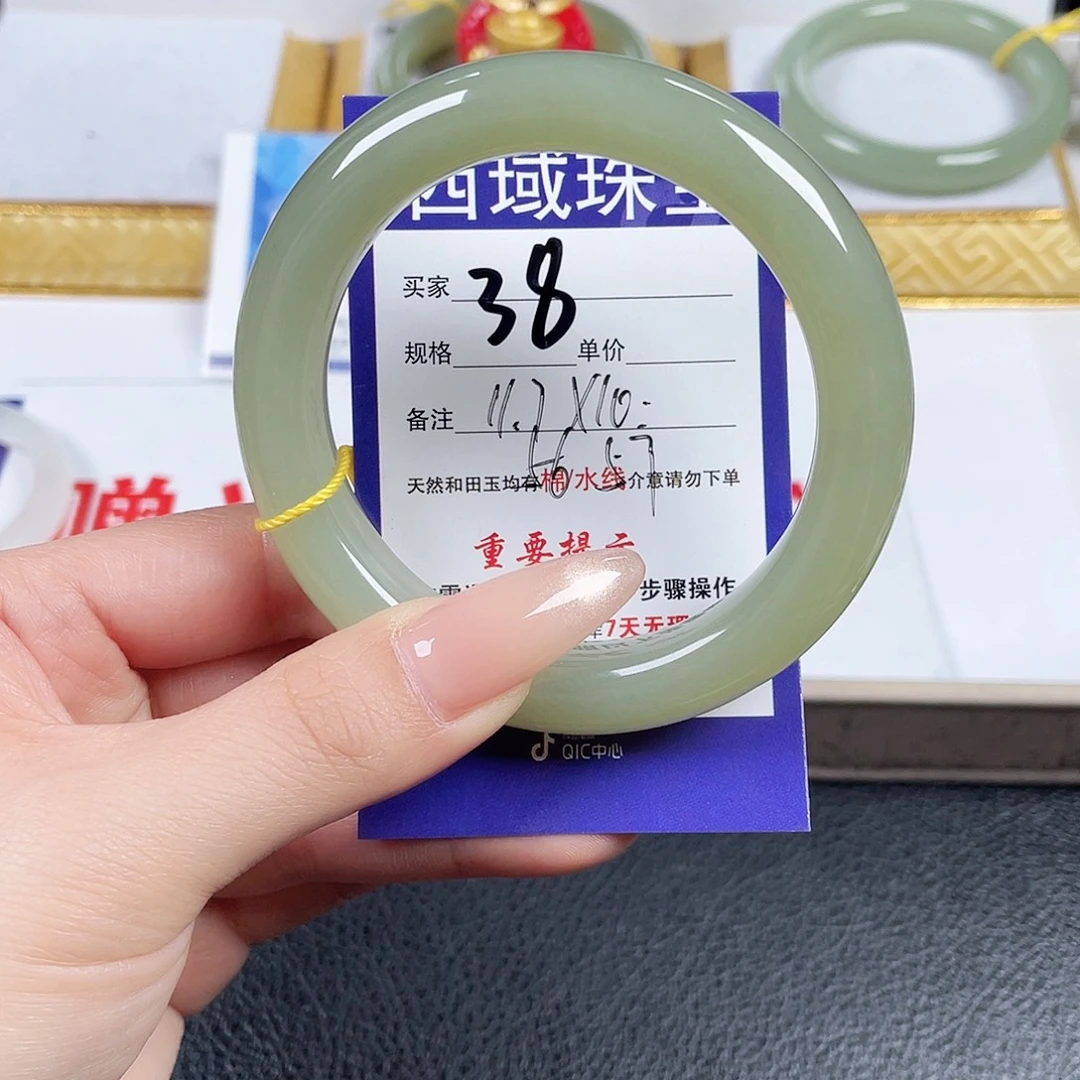 西域珠宝
买家 38
规格 单价
备注 11.7 X10.
56 57
天然和田玉均有棉/水线介意请勿下单
重要提示
步骤操作
7天无理
QIC中心